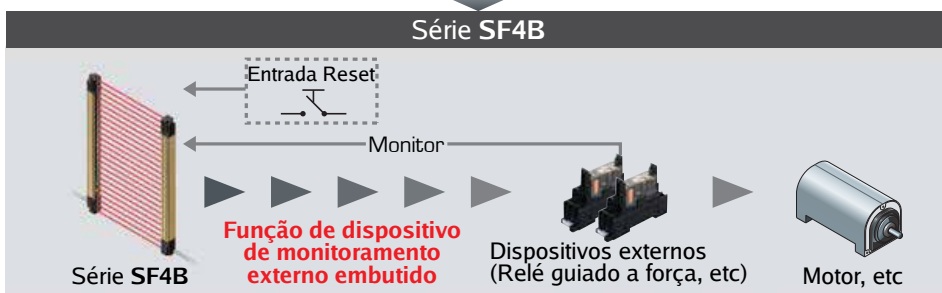 Série SF4B
Entrada Reset
Monitor
Função de dispositivo
de monitoramento
externo embutido
Dispositivos externos
(Relé guiado a força, etc)
Série SF4B
Motor, etc